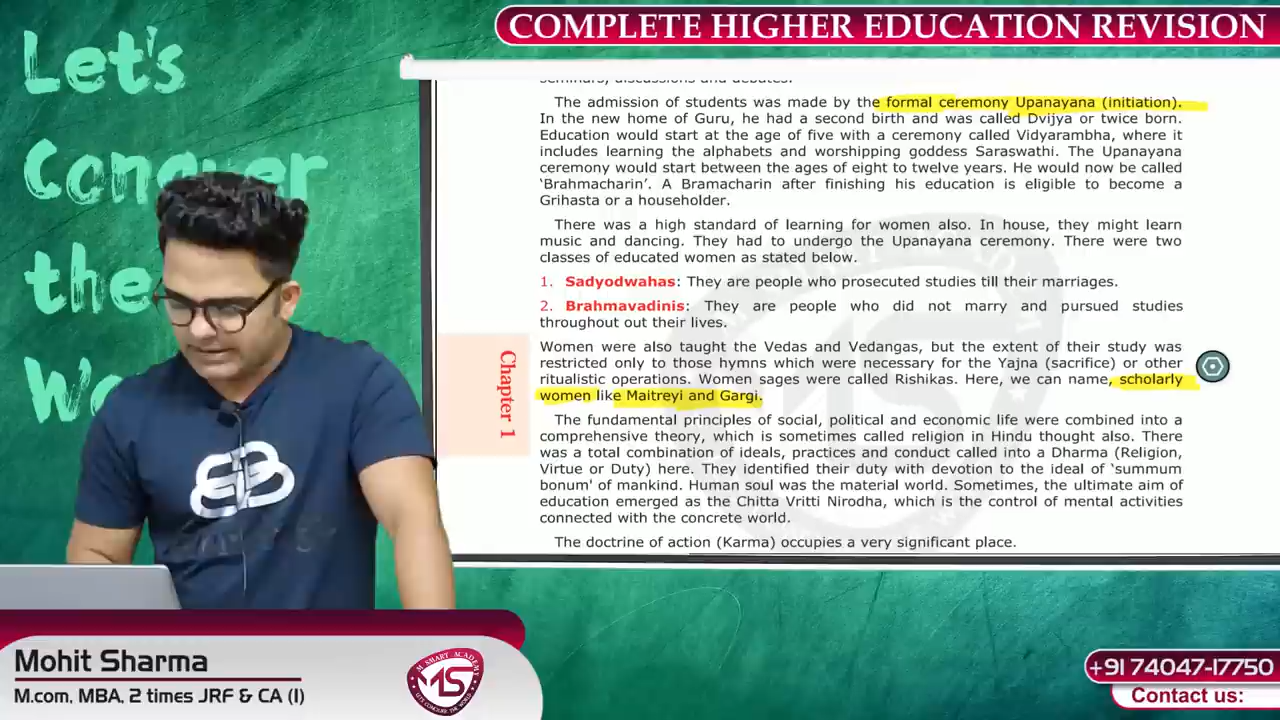 COMPLETE HIGHER EDUCATION REVISION
Let's
Conquer
the
Wo
seminars, discussions and debates.
The admission of students was made by the formal ceremony Upanayana (initiation).
In the new home of Guru, he had a second birth and was called Dvijya or twice born.
Education would start at the age of five with a ceremony called Vidyarambha, where it
includes learning the alphabets and worshipping goddess Saraswathi. The Upanayana
ceremony would start between the ages of eight to twelve years. He would now be called
‘Brahmacharin’. A Bramacharin after finishing his education is eligible to become a
Grihasta or a householder.
There was a high standard of learning for women also. In house, they might learn
music and dancing. They had to undergo the Upanayana ceremony. There were two
classes of educated women as stated below.
1. Sadyodwahas: They are people who prosecuted studies till their marriages.
2. Brahmavadinis: They are people who did not marry and pursued studies
throughout out their lives.
Women were also taught the Vedas and Vedangas, but the extent of their study was
restricted only to those hymns which were necessary for the Yajna (sacrifice) or other
ritualistic operations. Women sages were called Rishikas. Here, we can name, scholarly
women like Maitreyi and Gargi.
Chapter 1
The fundamental principles of social, political and economic life were combined into a
comprehensive theory, which is sometimes called religion in Hindu thought also. There
was a total combination of ideals, practices and conduct called into a Dharma (Religion,
Virtue or Duty) here. They identified their duty with devotion to the ideal of ‘summum
bonum' of mankind. Human soul was the material world. Sometimes, the ultimate aim of
education emerged as the Chitta Vritti Nirodha, which is the control of mental activities
connected with the concrete world.
The doctrine of action (Karma) occupies a very significant place.
Mohit Sharma
M.com, MBA, 2 times JRF & CA (I)
M SMART ACADEMY
MS
+91 74047-17750
Contact us: